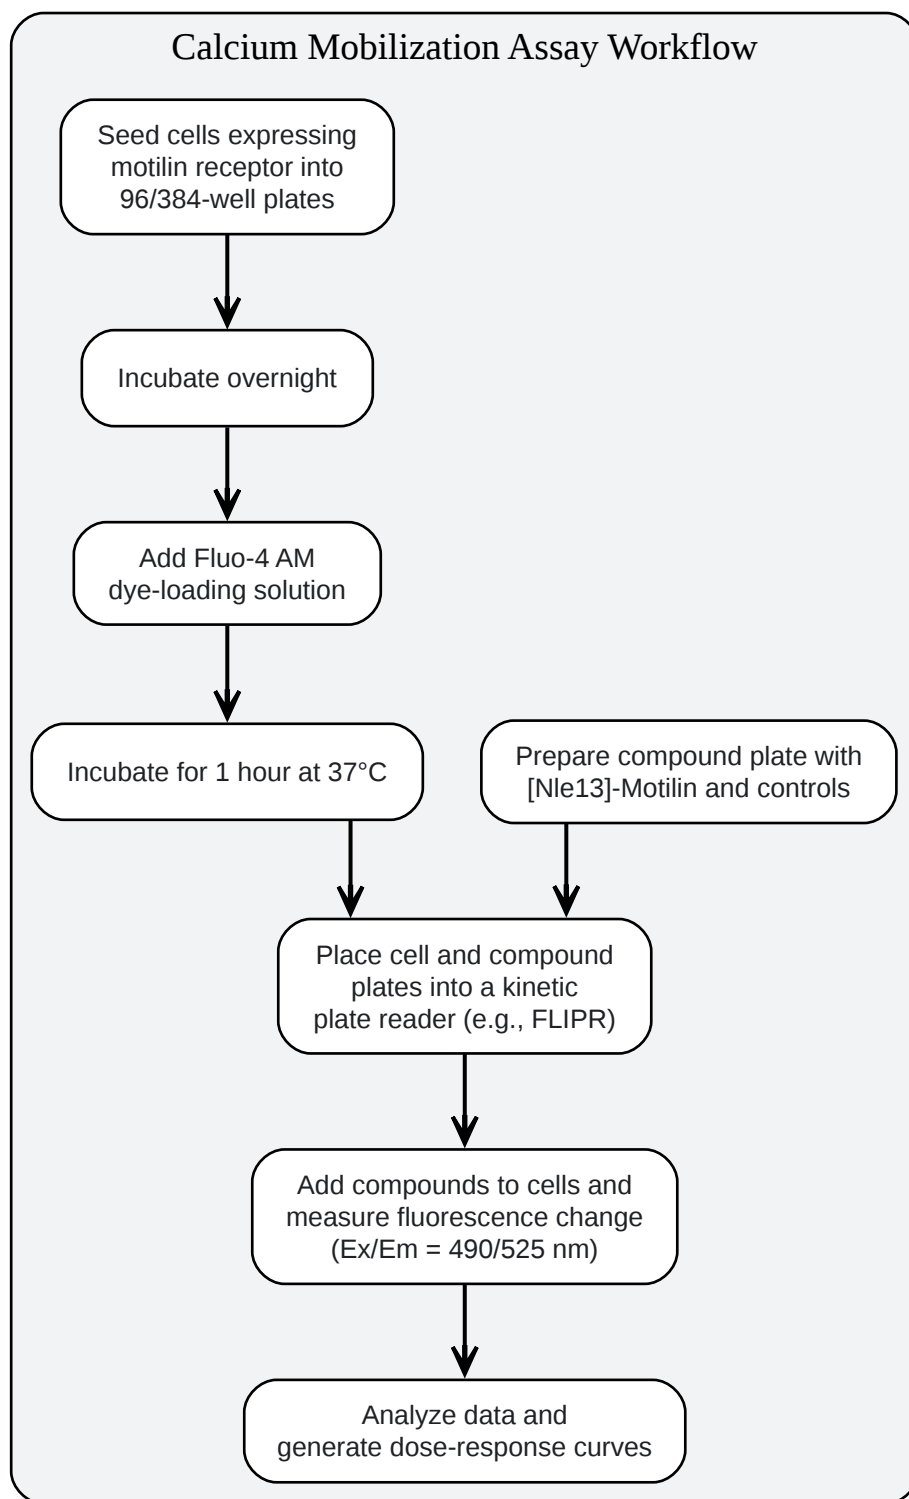 Calcium Mobilization Assay Workflow
Seed cells expressing
motilin receptor into
96/384-well plates
Incubate overnight
Add Fluo-4 AM
dye-loading solution
Incubate for 1 hour at 37°C
Prepare compound plate with
[Nle13]-Motilin and controls
Place cell and compound
plates into a kinetic
plate reader (e.g., FLIPR)
Add compounds to cells and
measure fluorescence change
(Ex/Em = 490/525 nm)
Analyze data and
generate dose-response curves